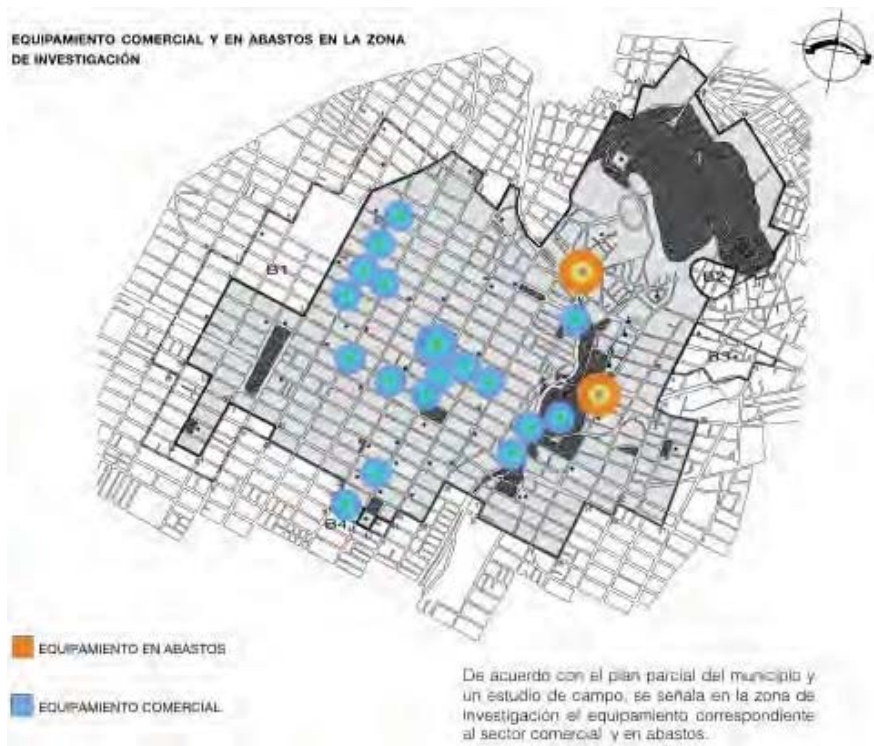 EQUIPAMIENTO COMERCIAL Y EN ABASTOS EN LA ZONA
DE INVESTIGACIÓN
B1
B2
B3
B4
EQUIPAMIENTO EN ABASTOS
EQUIPAMIENTO COMERCIAL
De acuerdo con el plan parcial del municipio y
un estudio de campo, se señala en la zona de
investigación el equipamiento correspondiente
al sector comercial y en abastos.